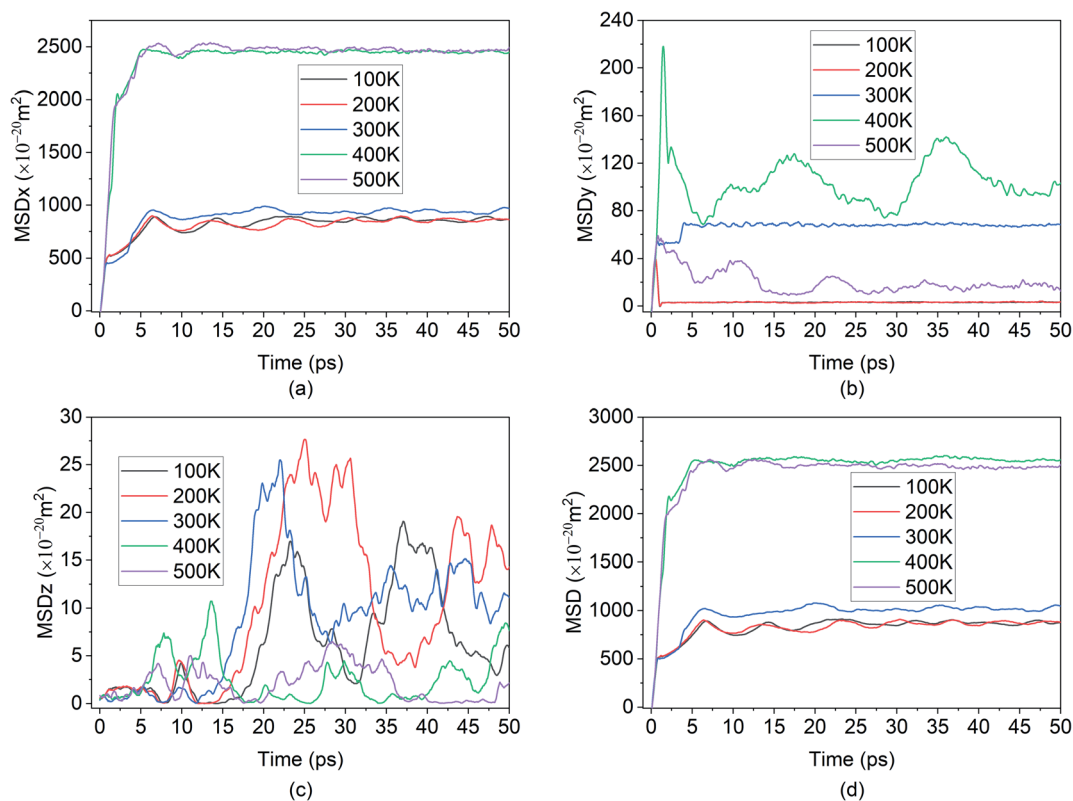 MSDx (×10⁻²⁰m²)
2500
2000
1500
1000
500
0
100K
200K
300K
400K
500K
0 5 10 15 20 25 30 35 40 45 50
Time (ps)
(a)
MSDy (×10⁻²⁰m²)
240
200
160
120
80
40
0
100K
200K
300K
400K
500K
0 5 10 15 20 25 30 35 40 45 50
Time (ps)
(b)
MSDz (×10⁻²⁰m²)
30
25
20
15
10
5
0
100K
200K
300K
400K
500K
0 5 10 15 20 25 30 35 40 45 50
Time (ps)
(c)
MSD (×10⁻²⁰m²)
3000
2500
2000
1500
1000
500
0
100K
200K
300K
400K
500K
0 5 10 15 20 25 30 35 40 45 50
Time (ps)
(d)